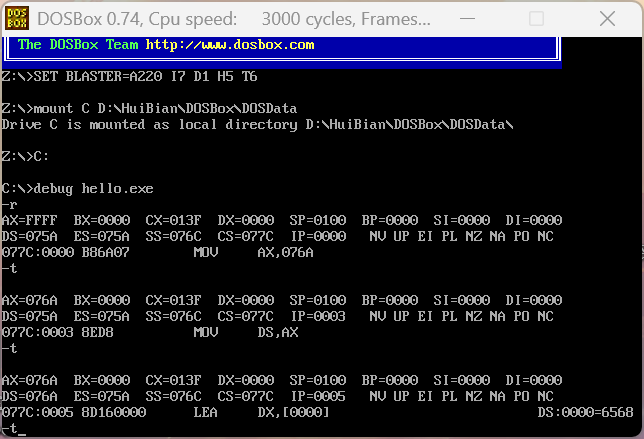 DOSBox 0.74, Cpu speed: 3000 cycles, Frames...
The DOSBox Team http://www.dosbox.com
Z:\>SET BLASTER=A220 I7 D1 H5 T6
Z:\>mount C D:\HuiBian\DOSBox\DOSData
Drive C is mounted as local directory D:\HuiBian\DOSBox\DOSData\
Z:\>C:
C:\>debug hello.exe
-r
AX=FFFF BX=0000 CX=013F DX=0000 SP=0100 BP=0000 SI=0000 DI=0000
DS=075A ES=075A SS=076C CS=077C IP=0000 NV UP EI PL NZ NA PO NC
077C:0000 B86A07 MOV AX,076A
-t
AX=076A BX=0000 CX=013F DX=0000 SP=0100 BP=0000 SI=0000 DI=0000
DS=075A ES=075A SS=076C CS=077C IP=0003 NV UP EI PL NZ NA PO NC
077C:0003 8ED8 MOV DS,AX
-t
AX=076A BX=0000 CX=013F DX=0000 SP=0100 BP=0000 SI=0000 DI=0000
DS=076A ES=075A SS=076C CS=077C IP=0005 NV UP EI PL NZ NA PO NC
077C:0005 8D160000 LEA DX,[0000] DS:0000=6568
-t_